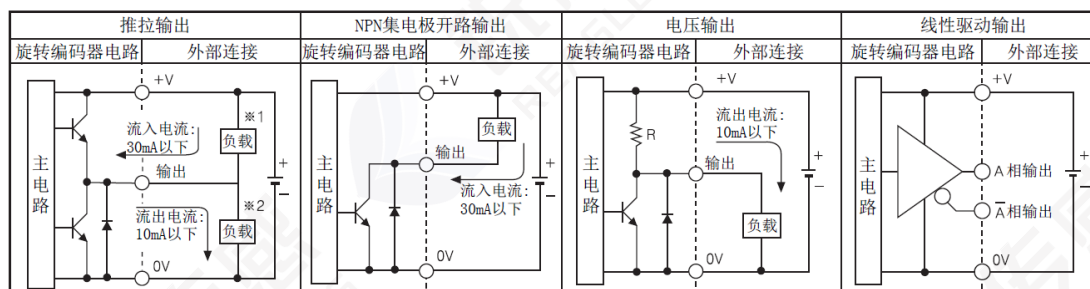 推拉输出
旋转编码器电路 外部连接
主电路
+V
※1
流入电流:
30mA以下
负载
输出
※2
流出电流:
10mA以下
负载
0V
+
−
NPN集电极开路输出
旋转编码器电路 外部连接
主电路
+V
负载
输出
流入电流:
30mA以下
0V
+
−
电压输出
旋转编码器电路 外部连接
主电路
+V
R
流出电流:
10mA以下
输出
负载
0V
+
−
线性驱动输出
旋转编码器电路 外部连接
主电路
+V
A 相输出
A̅ 相输出
0V
+
−